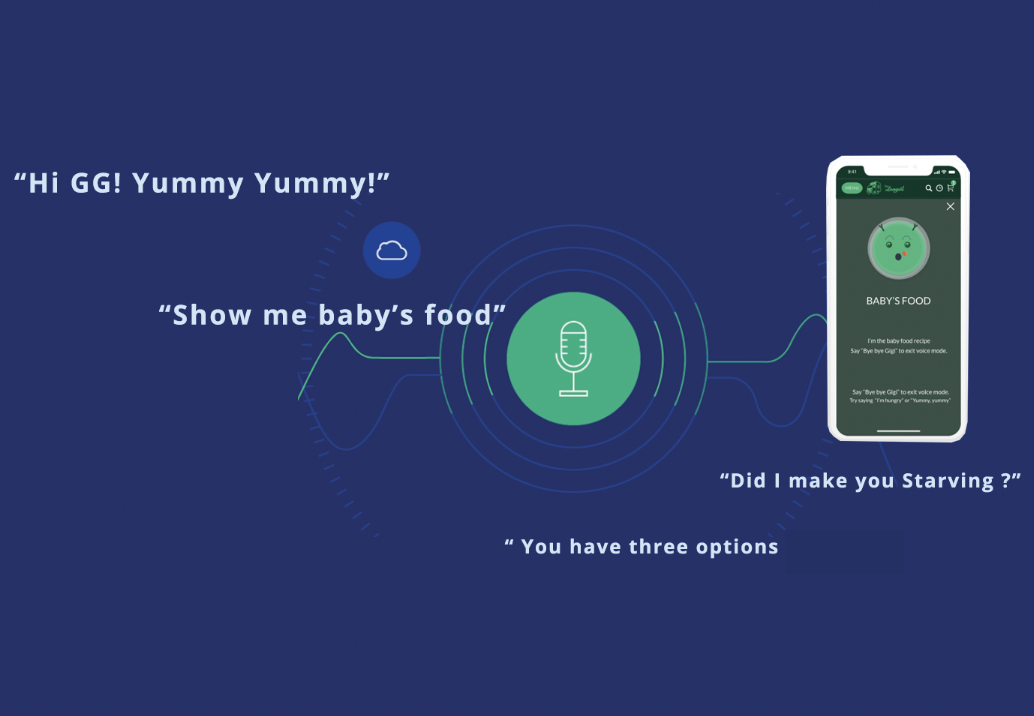 “Hi GG! Yummy Yummy!”
“Show me baby’s food”
9:41
BABY'S FOOD
I'm the baby food recipe
Say "Bye bye Gigi" to exit voice mode.
Say "Bye bye Gigi" to exit voice mode.
Try saying "I'm hungry" or "Yummy, yummy"
“Did I make you Starving ?”
“ You have three options